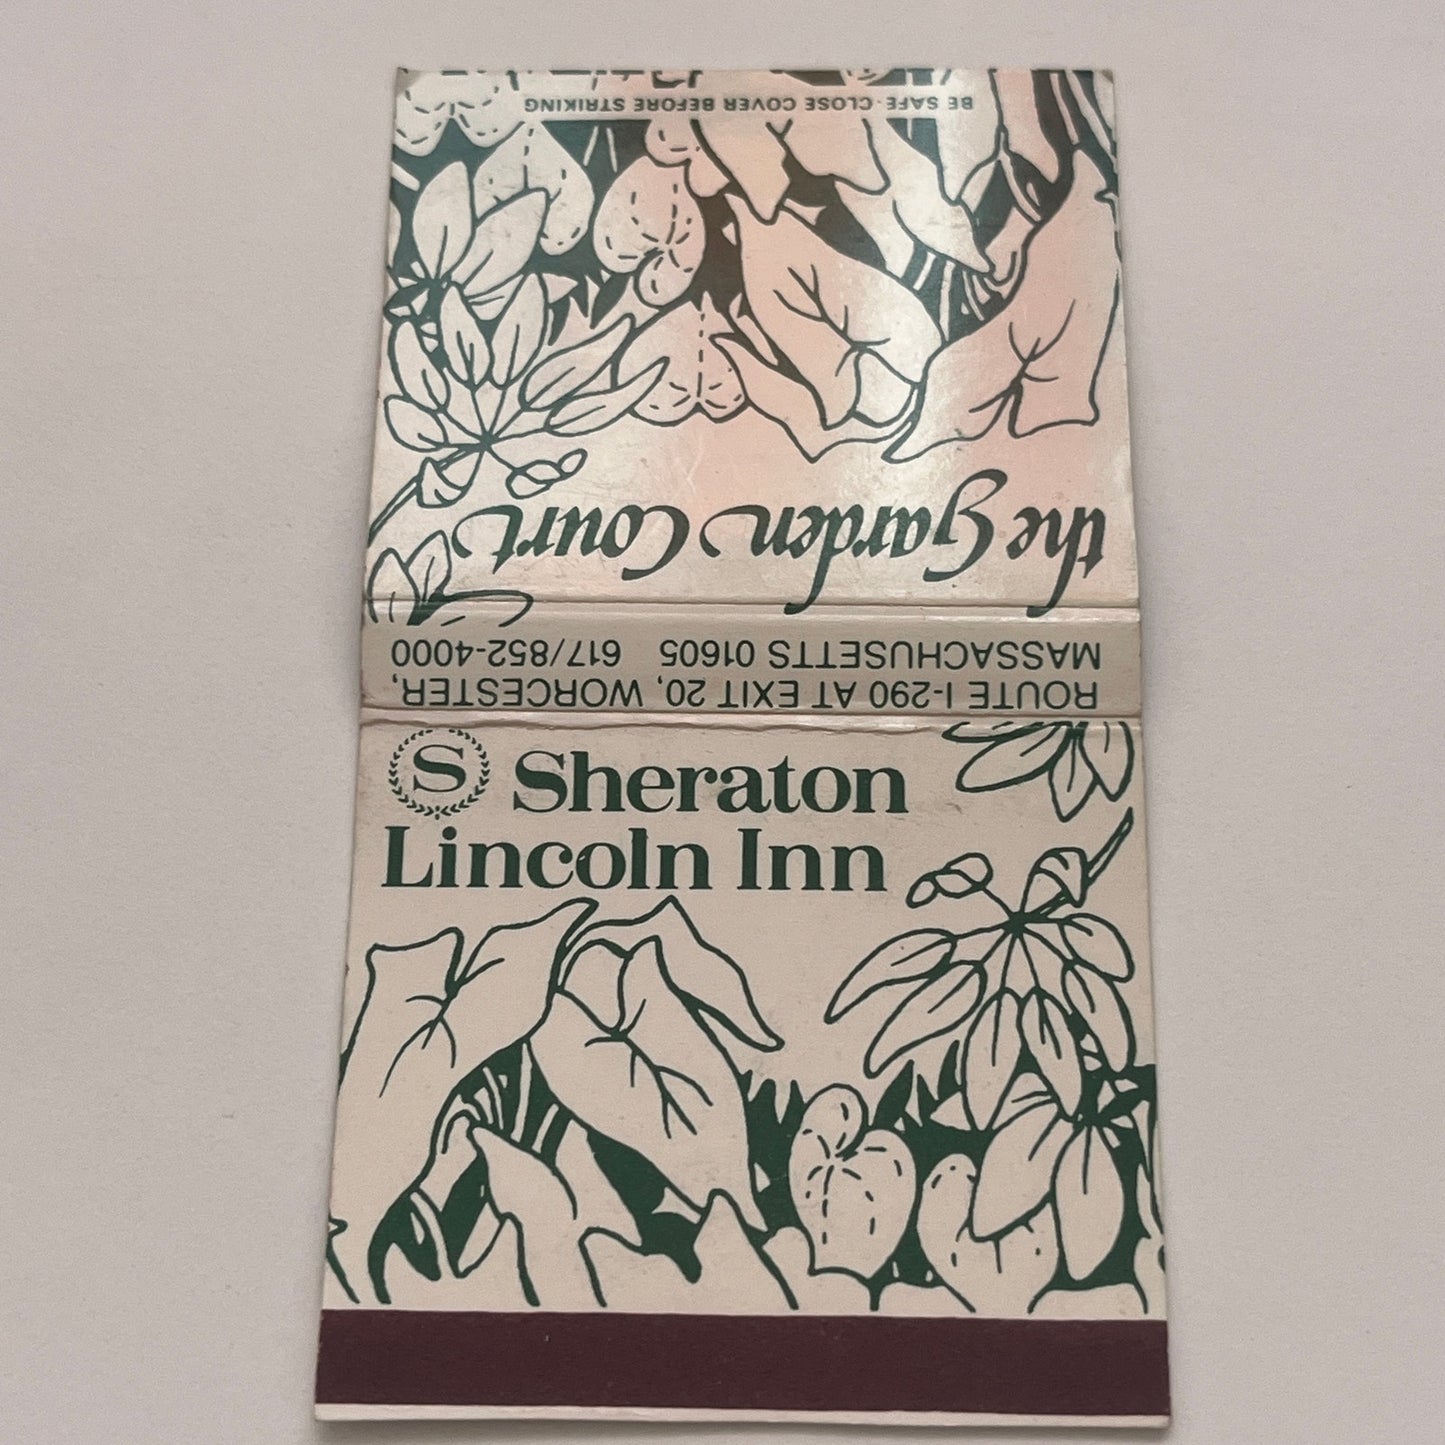 BE SAFE - CLOSE COVER BEFORE STRIKING
the Garden Court
ROUTE I-290 AT EXIT 20, WORCESTER,
MASSACHUSETTS 01605 617/852-4000
S Sheraton
Lincoln Inn